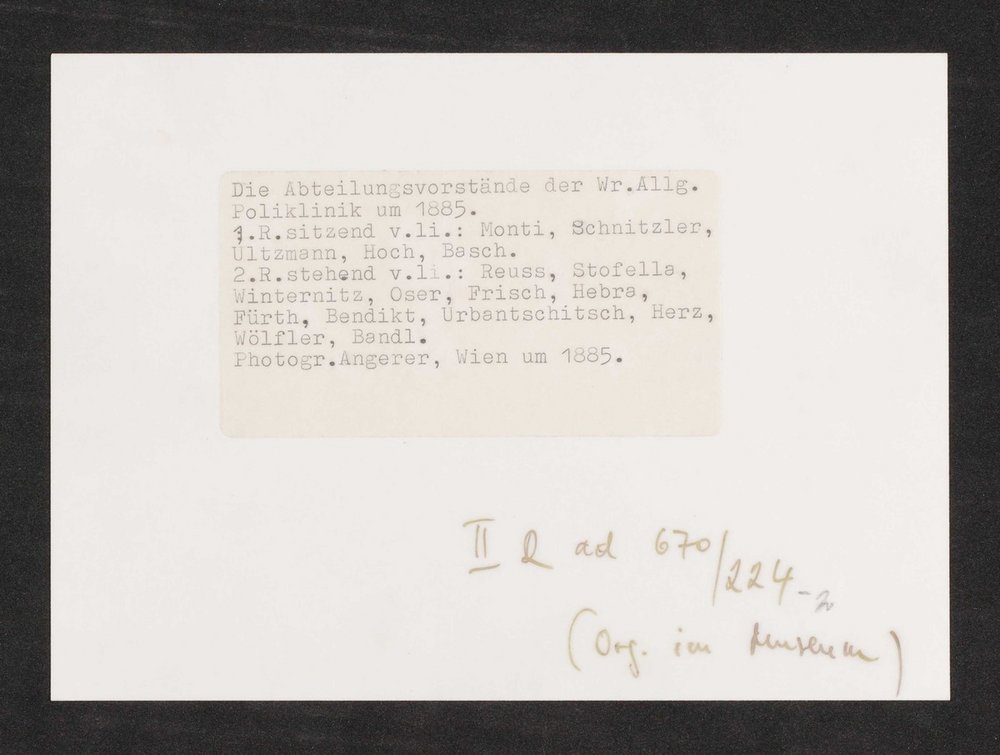 Die Abteilungsvorstände der Wr.Allg.
Poliklinik um 1885.
1.R.sitzend v.li.: Monti, Schnitzler,
Ultzmann, Hoch, Basch.
2.R.stehend v.li.: Reuss, Stofella,
Winternitz, Oser, Frisch, Hebra,
Fürth, Bendikt, Urbantschitsch, Herz,
Wölfler, Bandl.
Photogr.Angerer, Wien um 1885.
II Q ad 670/224-
(Org. im Museum)